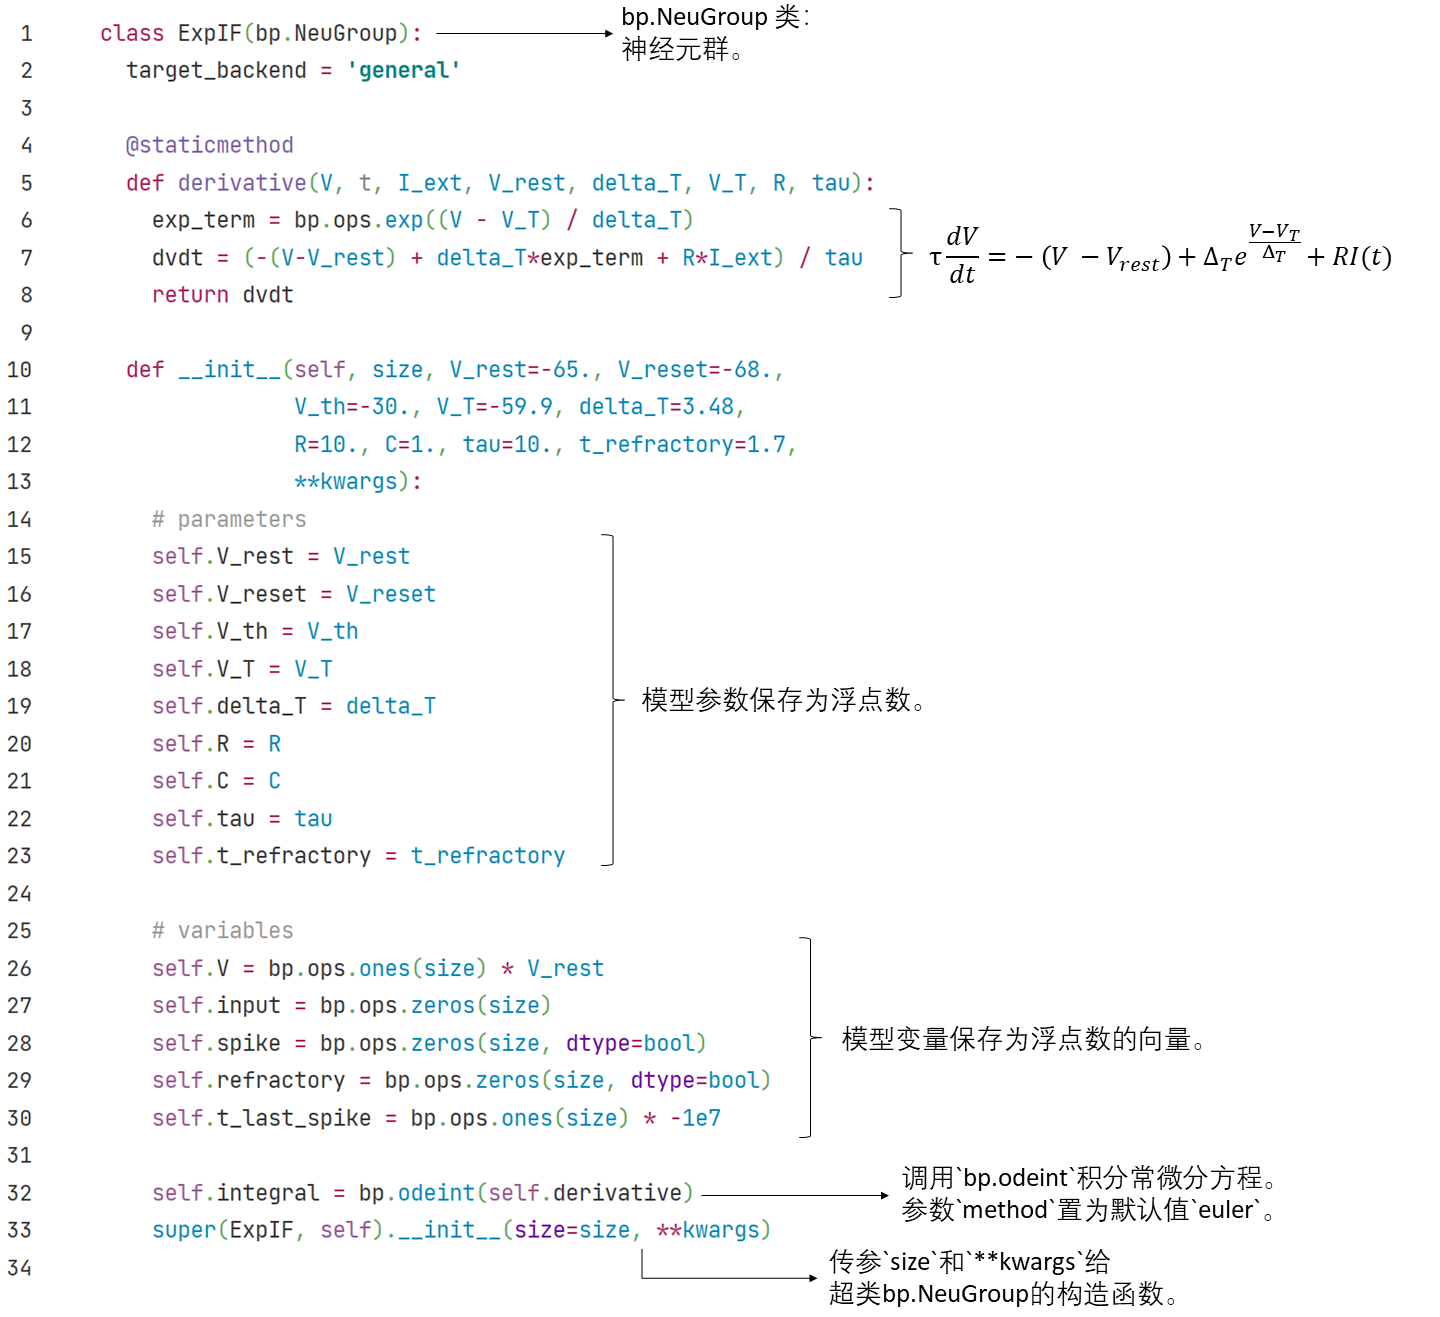 1 class ExpIF(bp.NeuGroup):
bp.NeuGroup 类：
神经元群。
2 target_backend = 'general'
3
4 @staticmethod
5 def derivative(V, t, I_ext, V_rest, delta_T, V_T, R, tau):
6 exp_term = bp.ops.exp((V - V_T) / delta_T)
7 dvdt = (-(V-V_rest) + delta_T*exp_term + R*I_ext) / tau
τ dV/dt = − (V − V_rest) + Δ_T e^((V−V_T)/Δ_T) + RI(t)
8 return dvdt
9
10 def __init__(self, size, V_rest=-65., V_reset=-68.,
11 V_th=-30., V_T=-59.9, delta_T=3.48,
12 R=10., C=1., tau=10., t_refractory=1.7,
13 **kwargs):
14 # parameters
15 self.V_rest = V_rest
16 self.V_reset = V_reset
17 self.V_th = V_th
18 self.V_T = V_T
19 self.delta_T = delta_T
模型参数保存为浮点数。
20 self.R = R
21 self.C = C
22 self.tau = tau
23 self.t_refractory = t_refractory
24
25 # variables
26 self.V = bp.ops.ones(size) * V_rest
27 self.input = bp.ops.zeros(size)
28 self.spike = bp.ops.zeros(size, dtype=bool)
模型变量保存为浮点数的向量。
29 self.refractory = bp.ops.zeros(size, dtype=bool)
30 self.t_last_spike = bp.ops.ones(size) * -1e7
31
32 self.integral = bp.odeint(self.derivative)
调用`bp.odeint`积分常微分方程。
参数`method`置为默认值`euler`。
33 super(ExpIF, self).__init__(size=size, **kwargs)
34
传参`size`和`**kwargs`给
超类bp.NeuGroup的构造函数。